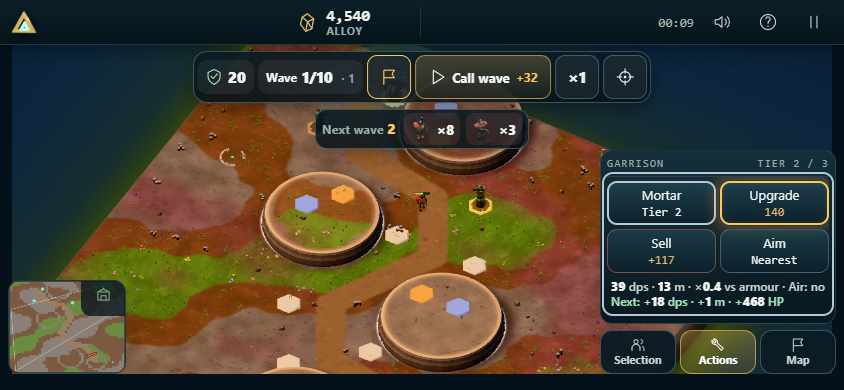 4,540
ALLOY
00:09
20
Wave 1/10 · 1
Call wave +32
×1
Next wave 2
×8
×3
GARRISON
TIER 2 / 3
Mortar
Tier 2
Upgrade
140
Sell
+117
Aim
Nearest
39 dps · 13 m · ×0.4 vs armour · Air: no
Next: +18 dps · +1 m · +468 HP
Selection
Actions
Map